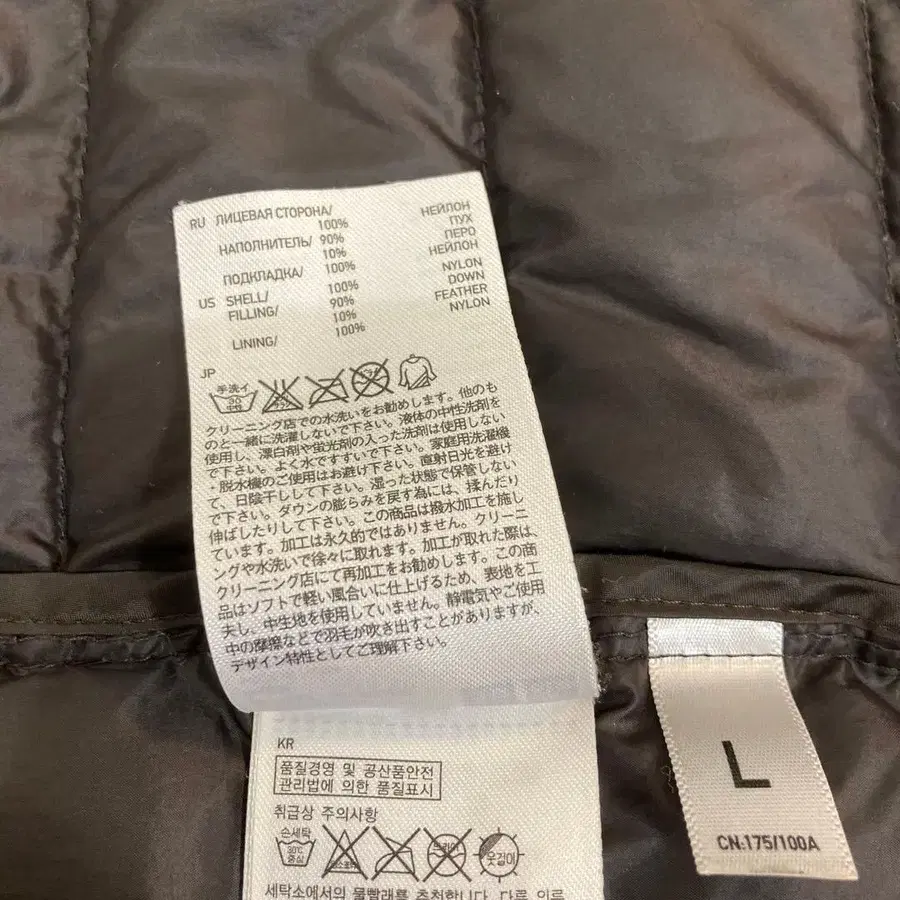 RU ЛИЦЕВАЯ СТОРОНА/ 100% НЕЙЛОН
НАПОЛНИТЕЛЬ/ 90% ПУХ
10% ПЕРО
ПОДКЛАДКА/ 100% НЕЙЛОН
US SHELL/ 100% NYLON
FILLING/ 90% DOWN
10% FEATHER
LINING/ 100% NYLON
JP
手洗イ
30
中性
クリーニング店での水洗いをお勧めします。他のも
のと一緒に洗濯しないで下さい。液体の中性洗剤を
使用し、漂白剤や蛍光剤の入った洗剤は使用しない
で下さい。よく水ですすいで下さい。家庭用洗濯機
・脱水機のご使用はお避け下さい。直射日光を避け
て、日陰干しして下さい。湿った状態で保管しない
で下さい。ダウンの膨らみを戻す為には、揉んだり
伸ばしたりして下さい。この商品は撥水加工を施し
ています。加工は永久的ではありません。クリーニ
ングや水洗いで徐々に取れます。加工が取れた際は、
クリーニング店にて再加工をお勧めします。この商
品はソフトで軽い風合いに仕上げるため、表地を工
夫し、中生地を使用していません。静電気やご使用
中の摩擦などで羽毛が吹き出すことがありますが、
デザイン特性としてご理解下さい。
KR
품질경영 및 공산품안전
관리법에 의한 품질표시
취급상 주의사항
손세탁
30℃
중성
드라이
옷걸이
세탁소에서의 물빨래를 추천합니다. 다른 의류
L
CN:175/100A